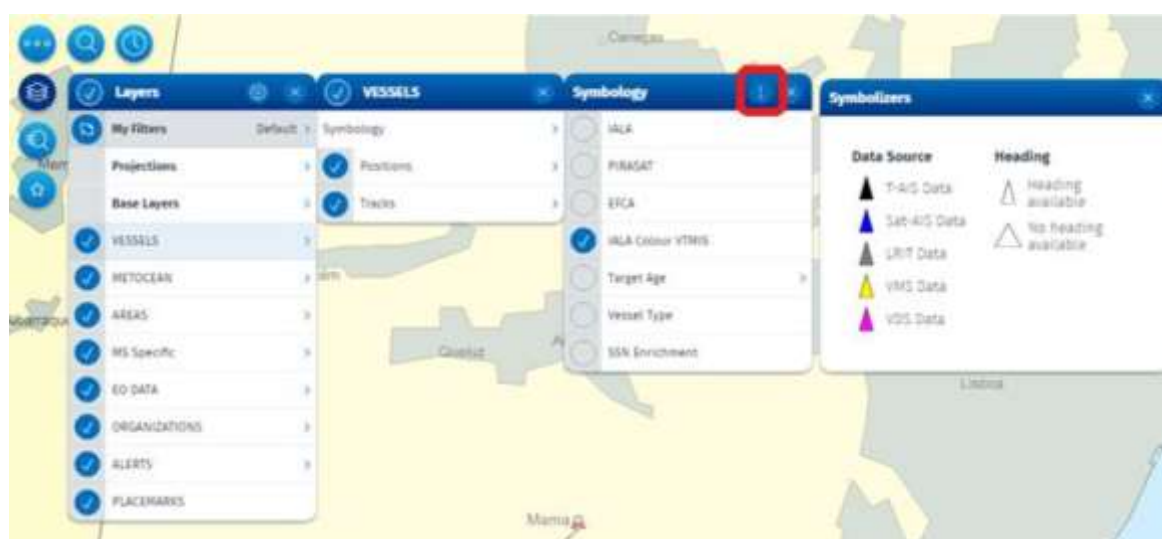 Caneças
Layers
My Filters Default
Projections
Base Layers
VESSELS
METOCEAN
AREAS
MS Specific
EO DATA
ORGANIZATIONS
ALERTS
PLACEMARKS
VESSELS
Symbology
Positions
Tracks
Symbology
IALA
PIRASAT
EFCA
IALA Colour VTMIS
Target Age
Vessel Type
SSN Enrichment
Symbolizers
Data Source
T-AIS Data
Sat-AIS Data
LRIT Data
VMS Data
VDS Data
Heading
Heading
available
No heading
available
Queluz
Lisboa